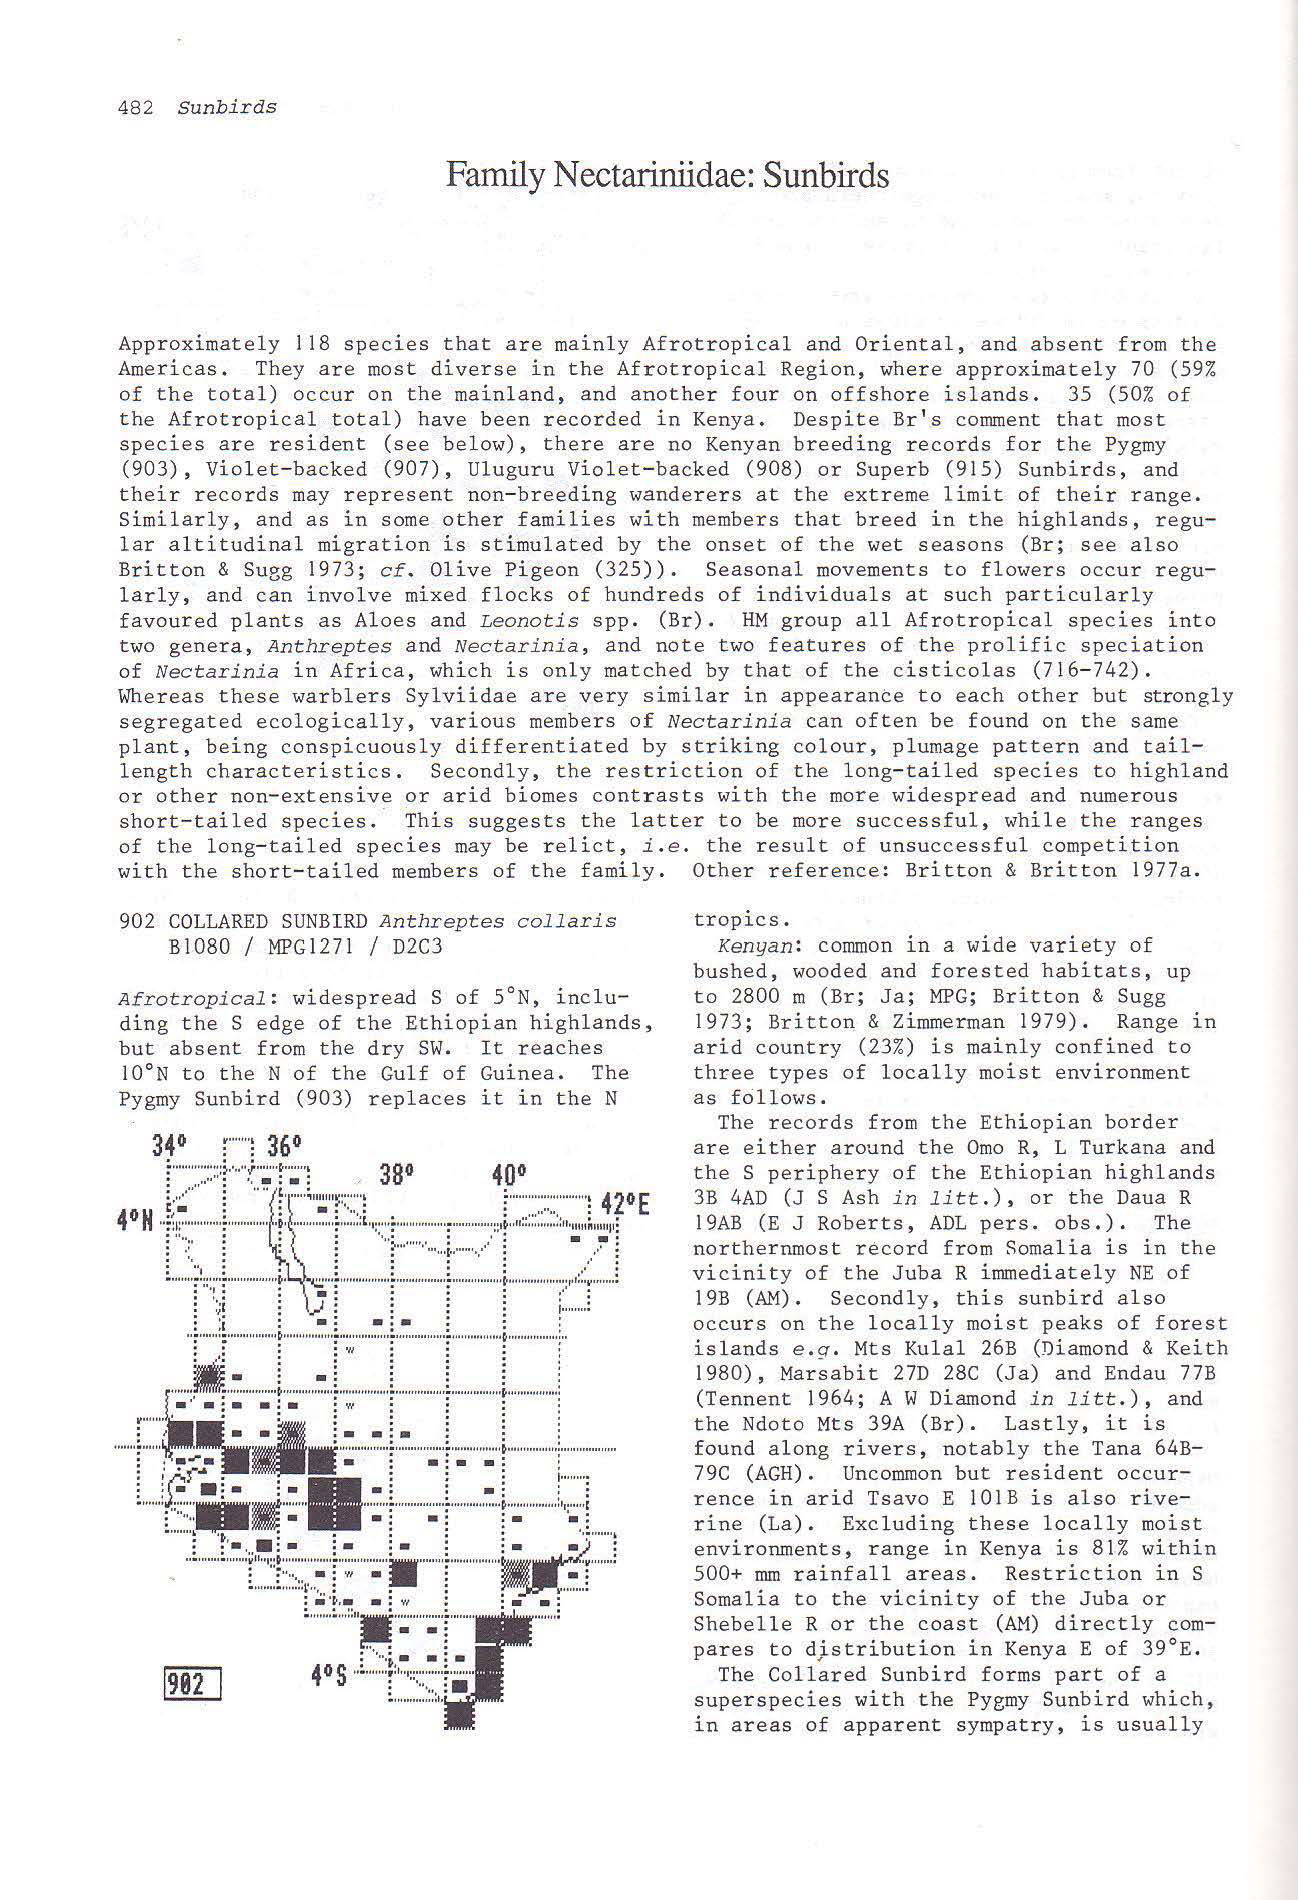 482 Sunbirds
Family Nectariniidae: Sunbirds
Approximately 118 species that are mainly Afrotropical and Oriental, and absent from the
Americas. They are most diverse in the Afrotropical Region, where approximately 70 (59%
of the total) occur on the mainland, and another four on offshore islands. 35 (50% of
the Afrotropical total) have been recorded in Kenya. Despite Br's comment that most
species are resident (see below), there are no Kenyan breeding records for the Pygmy
(903), Violet-backed (907), Uluguru Violet-backed (908) or Superb (915) Sunbirds, and
their records may represent non-breeding wanderers at the extreme limit of their range.
Similarly, and as in some other families with members that breed in the highlands, regu-
lar altitudinal migration is stimulated by the onset of the wet seasons (Br; see also
Britton & Sugg 1973; cf. Olive Pigeon (325)). Seasonal movements to flowers occur regu-
larly, and can involve mixed flocks of hundreds of individuals at such particularly
favoured plants as Aloes and Leonotis spp. (Br). HM group all Afrotropical species into
two genera, Anthreptes and Nectarinia, and note two features of the prolific speciation
of Nectarinia in Africa, which is only matched by that of the cisticolas (716-742).
Whereas these warblers Sylviidae are very similar in appearance to each other but strongly
segregated ecologically, various members of Nectarinia can often be found on the same
plant, being conspicuously differentiated by striking colour, plumage pattern and tail-
length characteristics. Secondly, the restriction of the long-tailed species to highland
or other non-extensive or arid biomes contrasts with the more widespread and numerous
short-tailed species. This suggests the latter to be more successful, while the ranges
of the long-tailed species may be relict, i.e. the result of unsuccessful competition
with the short-tailed members of the family. Other reference: Britton & Britton 1977a.
902 COLLARED SUNBIRD Anthreptes collaris
B1080 / MPG1271 / D2C3
Afrotropical: widespread S of 5°N, inclu-
ding the S edge of the Ethiopian highlands,
but absent from the dry SW. It reaches
10°N to the N of the Gulf of Guinea. The
Pygmy Sunbird (903) replaces it in the N
34° 36°
38° 40°
42°E
4°N
W
W
W
W
4°S
902
tropics.
Kenyan: common in a wide variety of
bushed, wooded and forested habitats, up
to 2800 m (Br; Ja; MPG; Britton & Sugg
1973; Britton & Zimmerman 1979). Range in
arid country (23%) is mainly confined to
three types of locally moist environment
as follows.
The records from the Ethiopian border
are either around the Omo R, L Turkana and
the S periphery of the Ethiopian highlands
3B 4AD (J S Ash in litt.), or the Daua R
19AB (E J Roberts, ADL pers. obs.). The
northernmost record from Somalia is in the
vicinity of the Juba R immediately NE of
19B (AM). Secondly, this sunbird also
occurs on the locally moist peaks of forest
islands e.g. Mts Kulal 26B (Diamond & Keith
1980), Marsabit 27D 28C (Ja) and Endau 77B
(Tennent 1964; A W Diamond in litt.), and
the Ndoto Mts 39A (Br). Lastly, it is
found along rivers, notably the Tana 64B-
79C (AGH). Uncommon but resident occur-
rence in arid Tsavo E 101B is also rive-
rine (La). Excluding these locally moist
environments, range in Kenya is 81% within
500+ mm rainfall areas. Restriction in S
Somalia to the vicinity of the Juba or
Shebelle R or the coast (AM) directly com-
pares to distribution in Kenya E of 39°E.
The Collared Sunbird forms part of a
superspecies with the Pygmy Sunbird which,
in areas of apparent sympatry, is usually